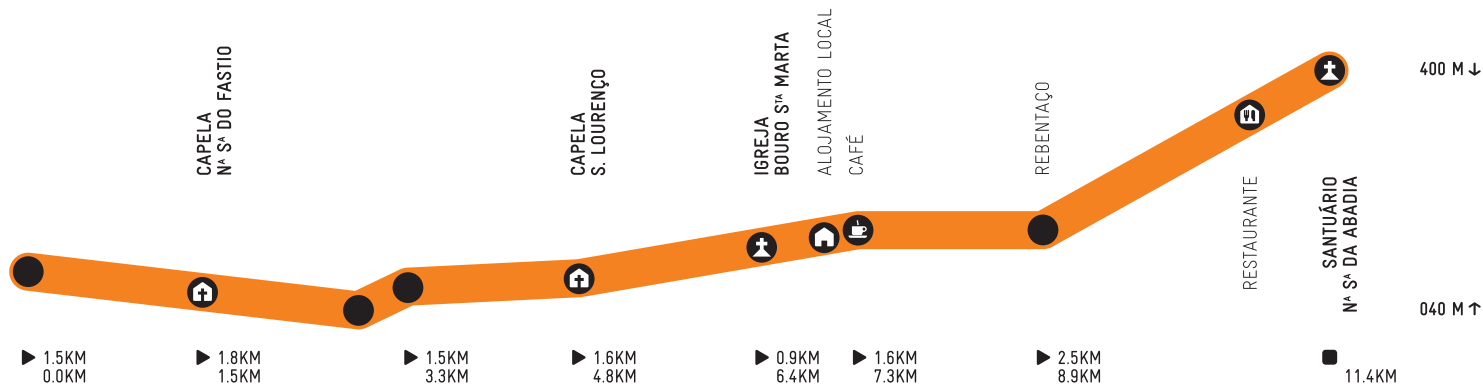 CAPELA
Nᴬ Sᴬ DO FASTIO
CAPELA
S. LOURENÇO
IGREJA
BOURO Sᵀᴬ MARTA
ALOJAMENTO LOCAL
CAFÉ
REBENTAÇO
RESTAURANTE
SANTUÁRIO
Nᴬ Sᴬ DA ABADIA
400 M ↓
040 M ↑
▶ 1.5KM
0.0KM
▶ 1.8KM
1.5KM
▶ 1.5KM
3.3KM
▶ 1.6KM
4.8KM
▶ 0.9KM
6.4KM
▶ 1.6KM
7.3KM
▶ 2.5KM
8.9KM
11.4KM